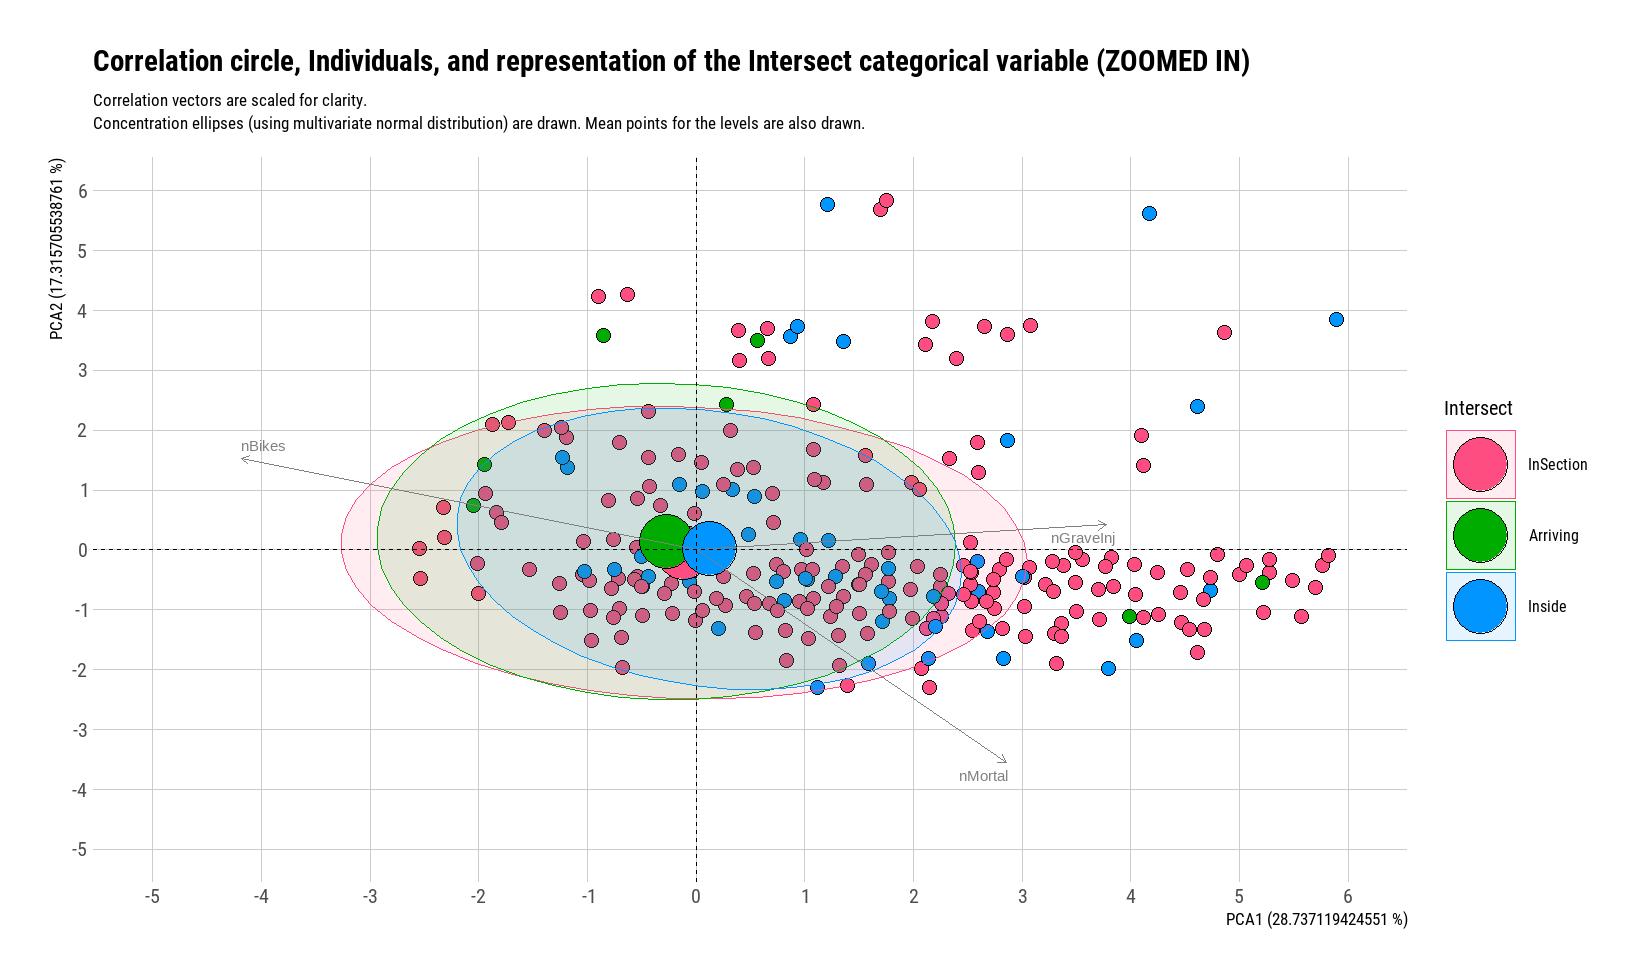 Correlation circle, Individuals, and representation of the Intersect categorical variable (ZOOMED IN)
Correlation vectors are scaled for clarity.
Concentration ellipses (using multivariate normal distribution) are drawn. Mean points for the levels are also drawn.
PCA2 (17.315705538761 %)
6
5
4
3
2
1
0
-1
-2
-3
-4
-5
nBikes
nGraveInj
nMortal
-5 -4 -3 -2 -1 0 1 2 3 4 5 6
PCA1 (28.737119424551 %)
Intersect
InSection
Arriving
Inside